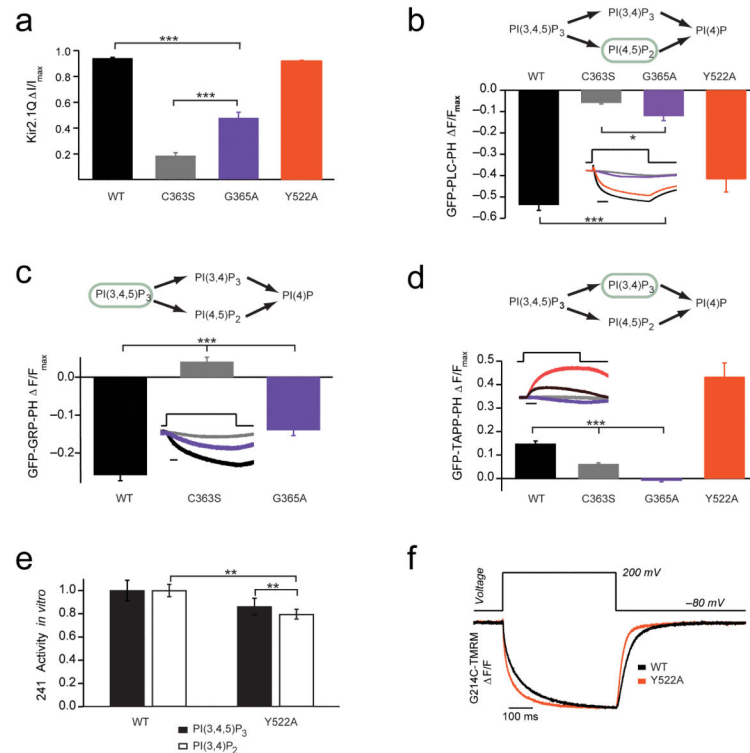 a
Kir2.1Q Δ I/I max
1.0
0.8
0.6
0.4
0.2
***
***
WT C363S G365A Y522A
b
PI(3,4,5)P3
PI(3,4)P3
PI(4,5)P2
PI(4)P
WT C363S G365A Y522A
GFP-PLC-PH ΔF/Fmax
-0.0
-0.1
-0.2
-0.3
-0.4
-0.5
-0.6
*
***
c
PI(3,4,5)P3
PI(3,4)P3
PI(4,5)P2
PI(4)P
GFP-GRP-PH Δ F/Fmax
0.0
-0.1
-0.2
***
WT C363S G365A
d
PI(3,4,5)P3
PI(3,4)P3
PI(4,5)P2
PI(4)P
GFP-TAPP-PH Δ F/Fmax
0.5
0.4
0.3
0.2
0.1
0.0
***
WT C363S G365A Y522A
e
241 Activity in vitro
1.0
0.8
0.6
0.4
0.2
0.0
**
**
WT Y522A
PI(3,4,5)P3
PI(3,4)P2
f
Voltage
200 mV
–80 mV
G214C-TMRM
Δ F/F
WT
Y522A
100 ms